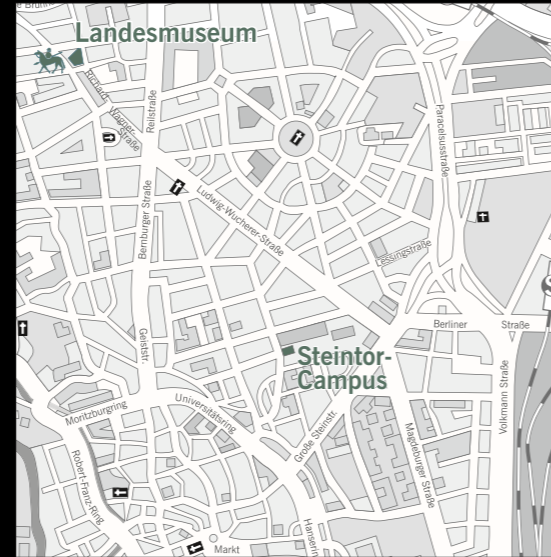 Landesmuseum
Richard-
Wagner-
Straße
Reilstraße
Paracelsusstraße
Bernburger Straße
Ludwig-Wucherer-Straße
Lessingstraße
Berliner Straße
Geiststr.
Steintor-
Campus
Volkmann Straße
Moritzburgring
Universitätsring
Große Steinstr.
Magdeburger Straße
Robert-Franz-Ring
Markt